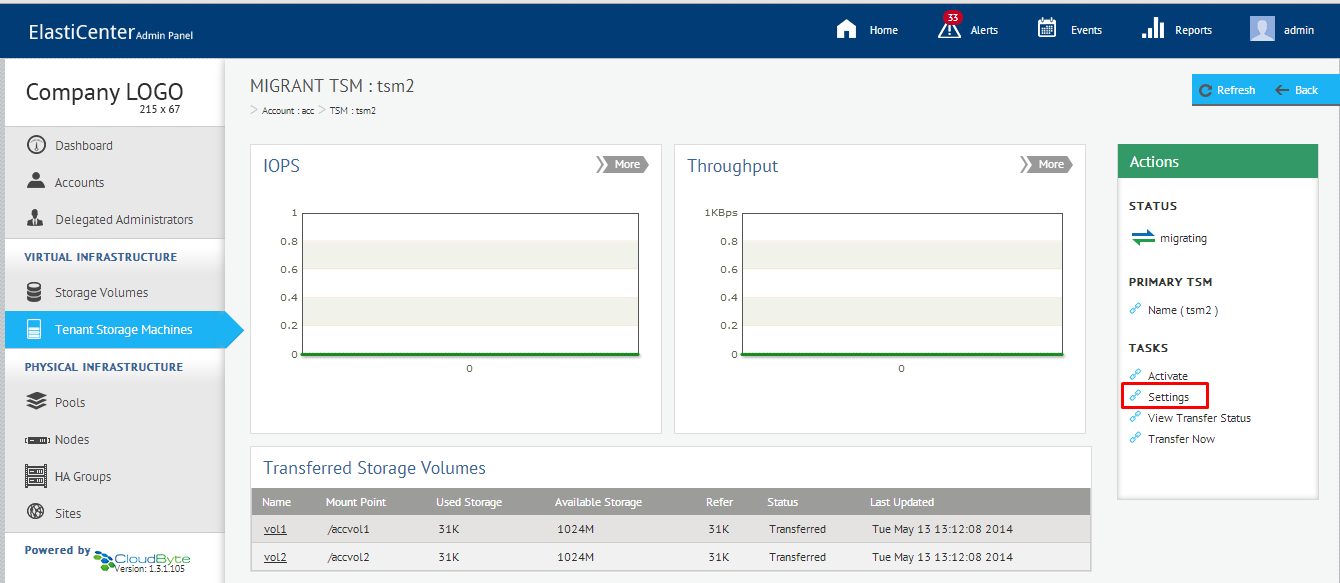 ElastiCenter Admin Panel
Home
33
Alerts
Events
Reports
admin
Company LOGO
215 x 67
Dashboard
Accounts
Delegated Administrators
VIRTUAL INFRASTRUCTURE
Storage Volumes
Tenant Storage Machines
PHYSICAL INFRASTRUCTURE
Pools
Nodes
HA Groups
Sites
Powered by CloudByte
Version: 1.3.1.105
MIGRANT TSM : tsm2
> Account : acc > TSM : tsm2
Refresh
Back
IOPS
More
1
0.8
0.6
0.4
0.2
0
0
Throughput
More
1KBps
0.8
0.6
0.4
0.2
0
0
Actions
STATUS
migrating
PRIMARY TSM
Name ( tsm2 )
TASKS
Activate
Settings
View Transfer Status
Transfer Now
Transferred Storage Volumes
Name Mount Point Used Storage Available Storage Refer Status Last Updated
vol1 /accvol1 31K 1024M 31K Transferred Tue May 13 13:12:08 2014
vol2 /accvol2 31K 1024M 31K Transferred Tue May 13 13:12:08 2014